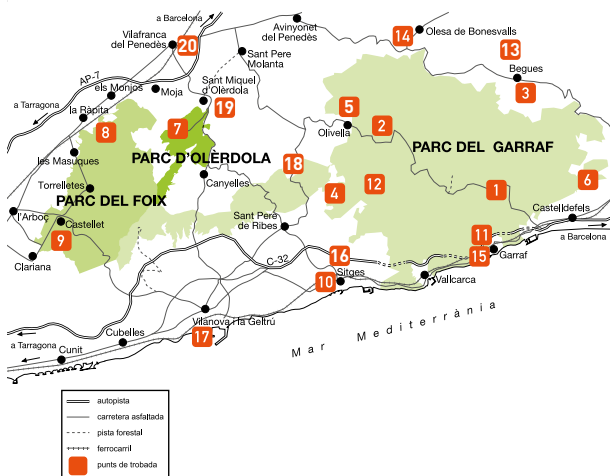 a Barcelona
Avinyonet
del Penedès
14
Olesa de Bonesvalls
Vilafranca
del Penedès
20
13
Sant Pere
Molanta
Begues
3
AP-7
els Monjos
Moja
Sant Miquel
d'Olèrdola
19
a Tarragona
la Ràpita
8
7
5
Olivella
2
PARC DEL GARRAF
les Masuques
PARC D'OLÈRDOLA
18
6
Torrelletes
Canyelles
4
12
1
PARC DEL FOIX
l'Arboç
Castellet
Sant Pere
de Ribes
Castelldefels
9
11
a Barcelona
Clariana
C-32
16
15
Garraf
10
Sitges
Vallcarca
Vilanova i la Geltrú
17
Mar Mediterrània
Cubelles
a Tarragona
Cunit
autopista
carretera asfaltada
pista forestal
ferrocarril
punts de trobada